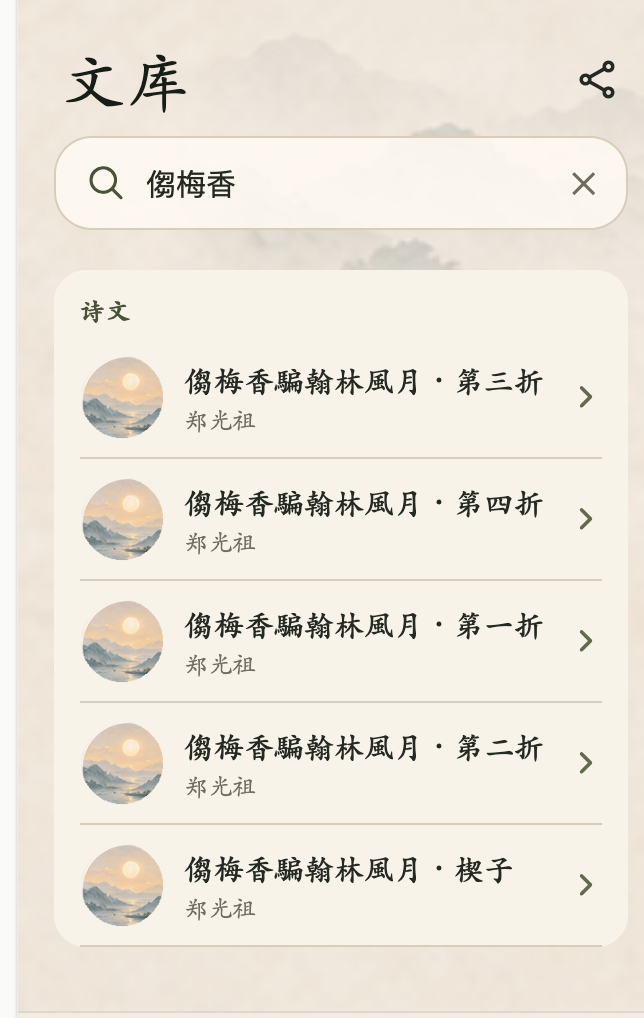 文库
㑳梅香
诗文
㑳梅香騙翰林風月·第三折
郑光祖
㑳梅香騙翰林風月·第四折
郑光祖
㑳梅香騙翰林風月·第一折
郑光祖
㑳梅香騙翰林風月·第二折
郑光祖
㑳梅香騙翰林風月·楔子
郑光祖